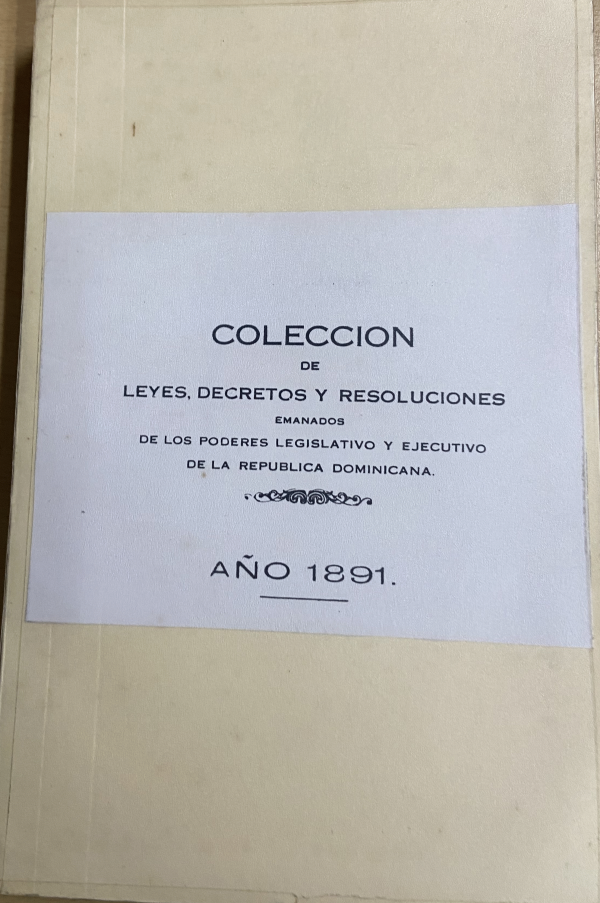 COLECCION
DE
LEYES, DECRETOS Y RESOLUCIONES
EMANADOS
DE LOS PODERES LEGISLATIVO Y EJECUTIVO
DE LA REPUBLICA DOMINICANA.
AÑO 1891.